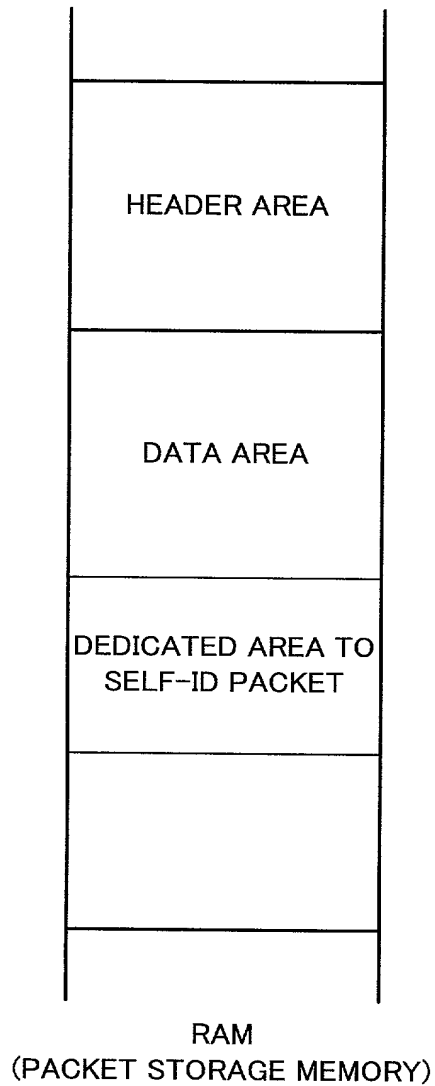 HEADER AREA
DATA AREA
DEDICATED AREA TO
SELF-ID PACKET
RAM
(PACKET STORAGE MEMORY)